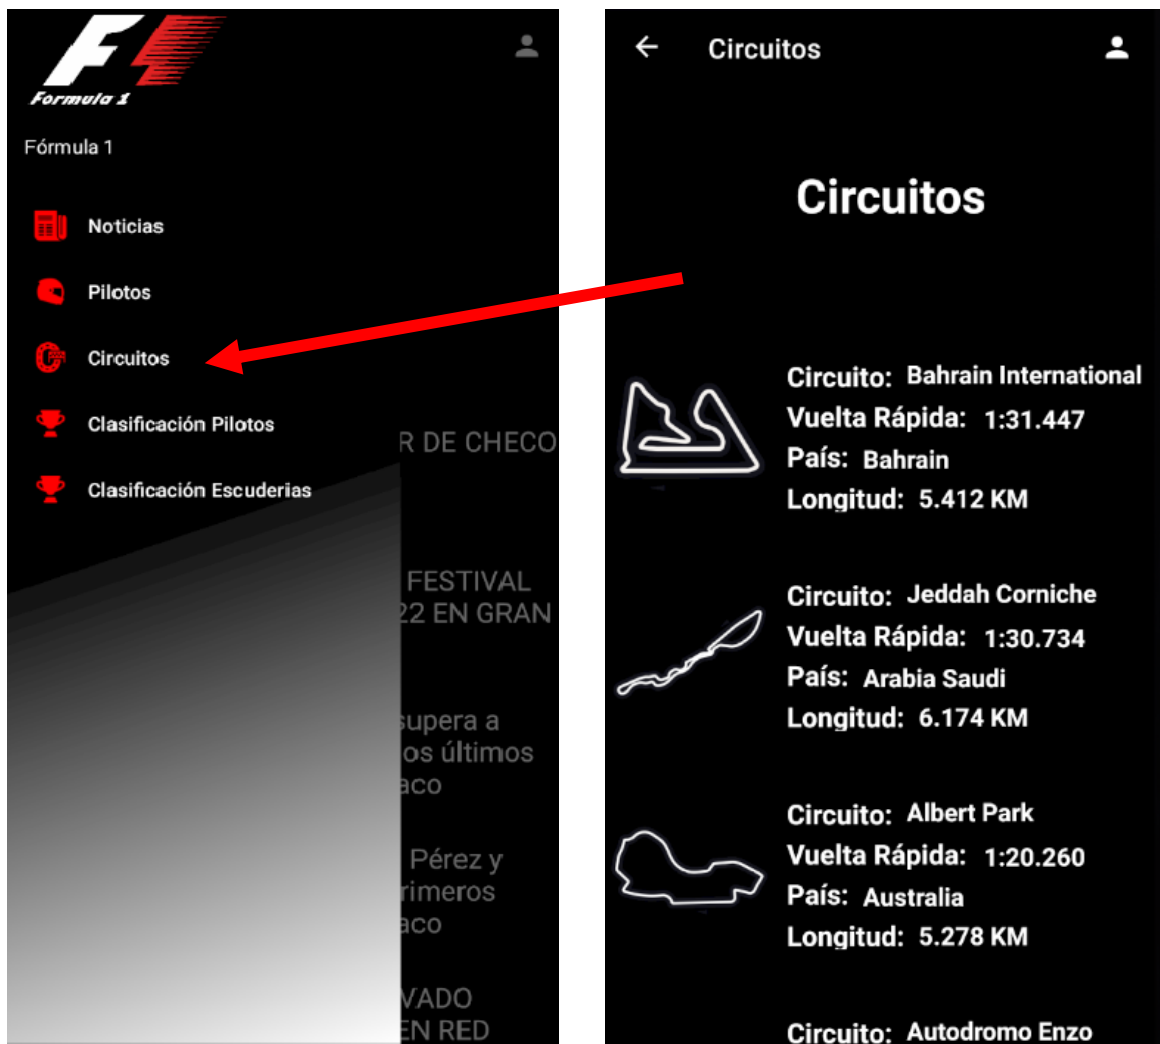 Formula 1
Fórmula 1
Noticias
Pilotos
Circuitos
Clasificación Pilotos
Clasificación Escuderias
R DE CHECO
FESTIVAL
22 EN GRAN
supera a
os últimos
aco
Pérez y
rimeros
aco
VADO
EN RED
Circuitos
Circuitos
Circuito: Bahrain International
Vuelta Rápida: 1:31.447
País: Bahrain
Longitud: 5.412 KM
Circuito: Jeddah Corniche
Vuelta Rápida: 1:30.734
País: Arabia Saudi
Longitud: 6.174 KM
Circuito: Albert Park
Vuelta Rápida: 1:20.260
País: Australia
Longitud: 5.278 KM
Circuito: Autodromo Enzo